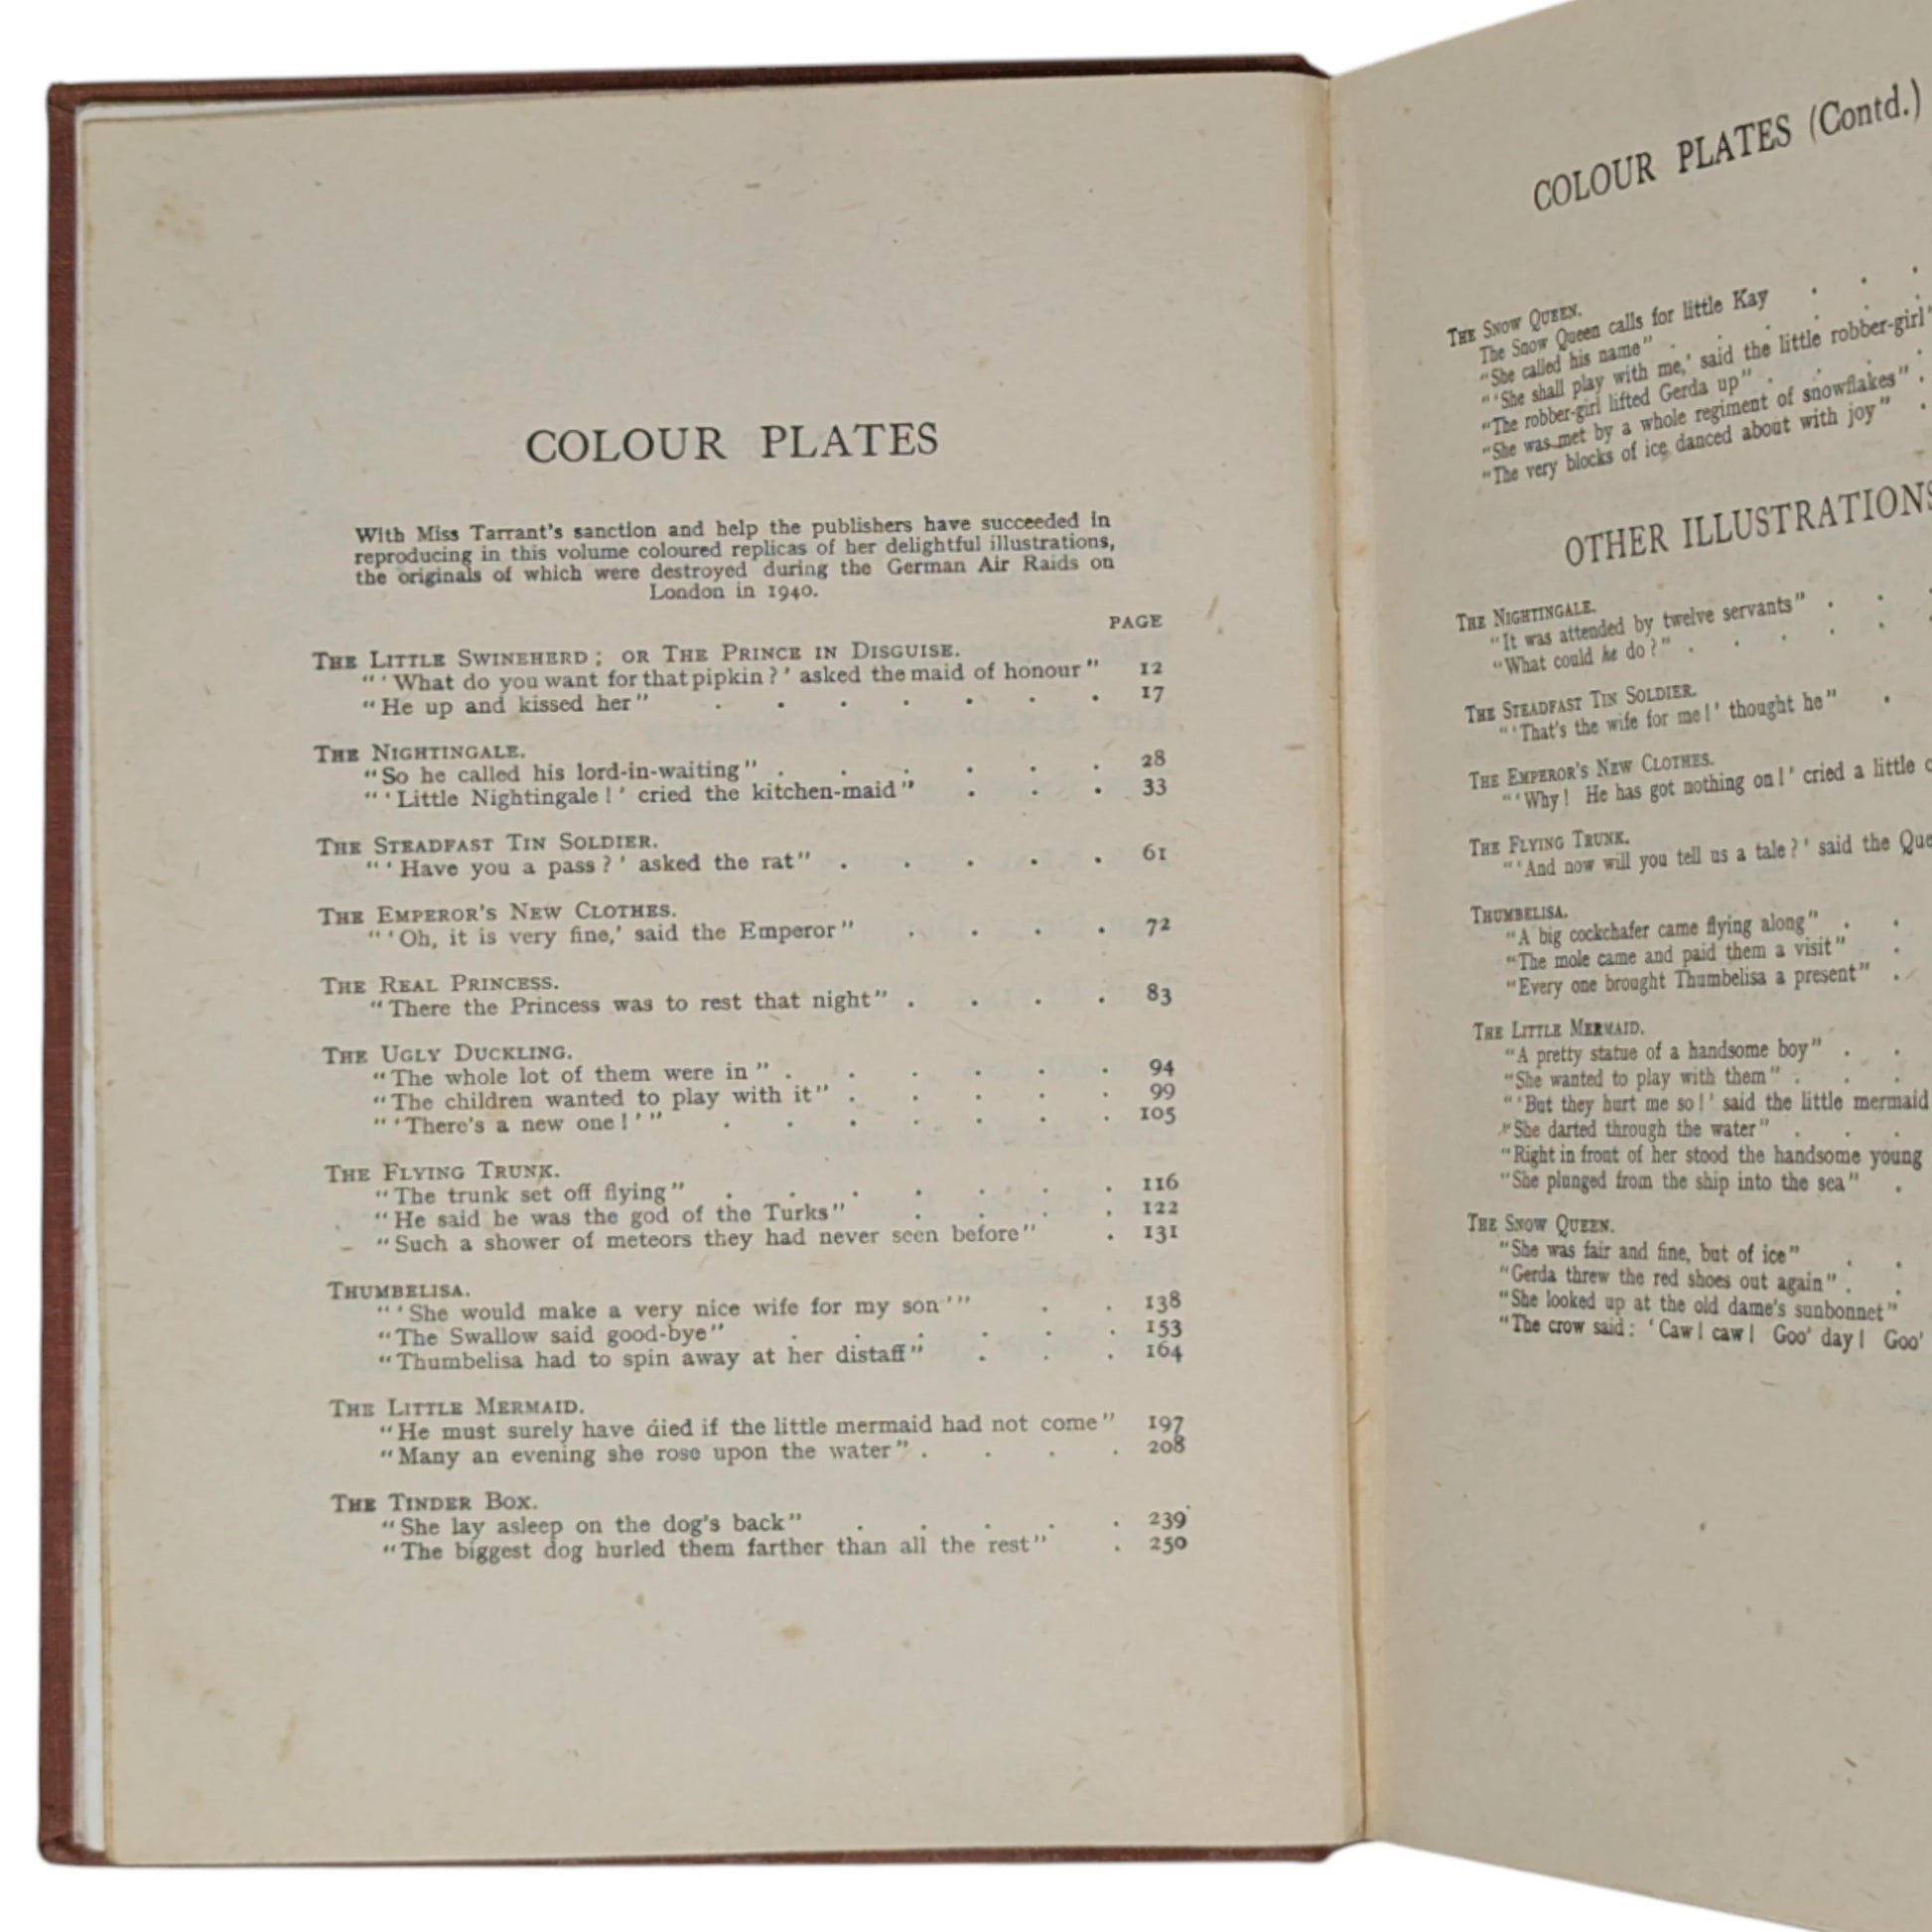 COLOUR PLATES
With Miss Tarrant's sanction and help the publishers have succeeded in
reproducing in this volume coloured replicas of her delightful illustrations,
the originals of which were destroyed during the German Air Raids on
London in 1940.
PAGE
THE LITTLE SWINEHERD; OR THE PRINCE IN DISGUISE.
"'What do you want for that pipkin?' asked the maid of honour" 12
"He up and kissed her" . . . . . . . 17
THE NIGHTINGALE.
"So he called his lord-in-waiting" . . . . . . 28
"'Little Nightingale!' cried the kitchen-maid" . . . 33
THE STEADFAST TIN SOLDIER.
"'Have you a pass?' asked the rat" . . . . . 61
THE EMPEROR'S NEW CLOTHES.
"'Oh, it is very fine,' said the Emperor" . . . . 72
THE REAL PRINCESS.
"There the Princess was to rest that night" . . . . 83
THE UGLY DUCKLING.
"The whole lot of them were in" . . . . . . 94
"The children wanted to play with it" . . . . . 99
"'There's a new one!'" . . . . . . . 105
THE FLYING TRUNK.
"The trunk set off flying" . . . . . . . 116
"He said he was the god of the Turks" . . . . 122
"Such a shower of meteors they had never seen before" . 131
THUMBELISA.
"'She would make a very nice wife for my son'" . . 138
"The Swallow said good-bye" . . . . . . 153
"Thumbelisa had to spin away at her distaff" . . . 164
THE LITTLE MERMAID.
"He must surely have died if the little mermaid had not come" 197
"Many an evening she rose upon the water" . . . . 208
THE TINDER BOX.
"She lay asleep on the dog's back" . . . . . 239
"The biggest dog hurled them farther than all the rest" . 250
COLOUR PLATES (Contd.)
THE SNOW QUEEN.
The Snow Queen calls for little Kay . . .
"She called his name" . . . . .
"'She shall play with me,' said the little robber-girl"
"The robber-girl lifted Gerda up" . . .
"She was met by a whole regiment of snowflakes" .
"The very blocks of ice danced about with joy" .
OTHER ILLUSTRATIONS
THE NIGHTINGALE.
"It was attended by twelve servants" . . .
"What could he do?" . . . . . .
THE STEADFAST TIN SOLDIER.
"'That's the wife for me!' thought he" .
THE EMPEROR'S NEW CLOTHES.
"'Why! He has got nothing on!' cried a little
THE FLYING TRUNK.
"'And now will you tell us a tale?' said the
THUMBELISA.
"A big cockchafer came flying along" . .
"The mole came and paid them a visit" .
"Every one brought Thumbelisa a present" .
THE LITTLE MERMAID.
"A pretty statue of a handsome boy" . .
"She wanted to play with them" . . .
"'But they hurt me so!' said the little mermaid
"She darted through the water" . . .
"Right in front of her stood the handsome young
"She plunged from the ship into the sea" .
THE SNOW QUEEN.
"She was fair and fine, but of ice" . .
"Gerda threw the red shoes out again" . .
"She looked up at the old dame's sunbonnet"
"The crow said: 'Caw! caw! Goo' day! Goo'